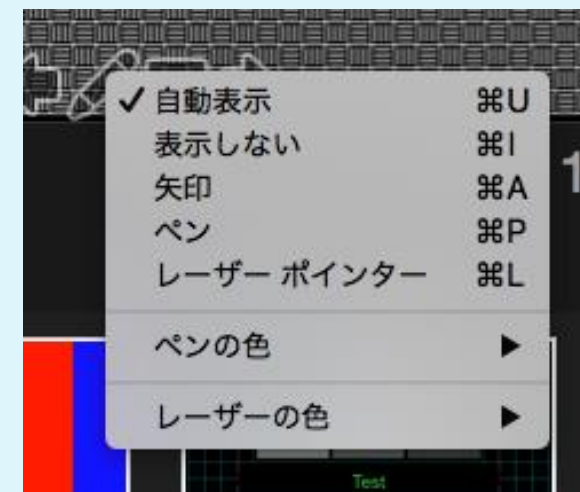 ✓自動表示 ⌘U
表示しない ⌘I
矢印 ⌘A
ペン ⌘P
レーザー ポインター ⌘L
ペンの色 ▶
レーザーの色 ▶
1
Test